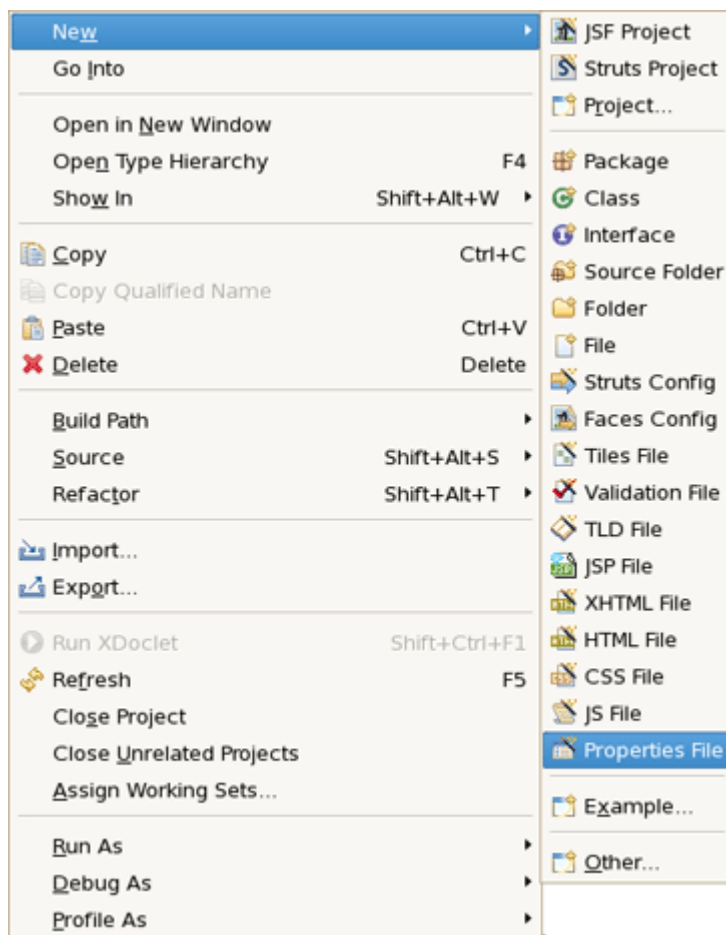 New
Go Into
Open in New Window
Open Type Hierarchy F4
Show In Shift+Alt+W
Copy Ctrl+C
Copy Qualified Name
Paste Ctrl+V
Delete Delete
Build Path
Source Shift+Alt+S
Refactor Shift+Alt+T
Import...
Export...
Run XDoclet Shift+Ctrl+F1
Refresh F5
Close Project
Close Unrelated Projects
Assign Working Sets...
Run As
Debug As
Profile As
JSF Project
Struts Project
Project...
Package
Class
Interface
Source Folder
Folder
File
Struts Config
Faces Config
Tiles File
Validation File
TLD File
JSP File
XHTML File
HTML File
CSS File
JS File
Properties File
Example...
Other...